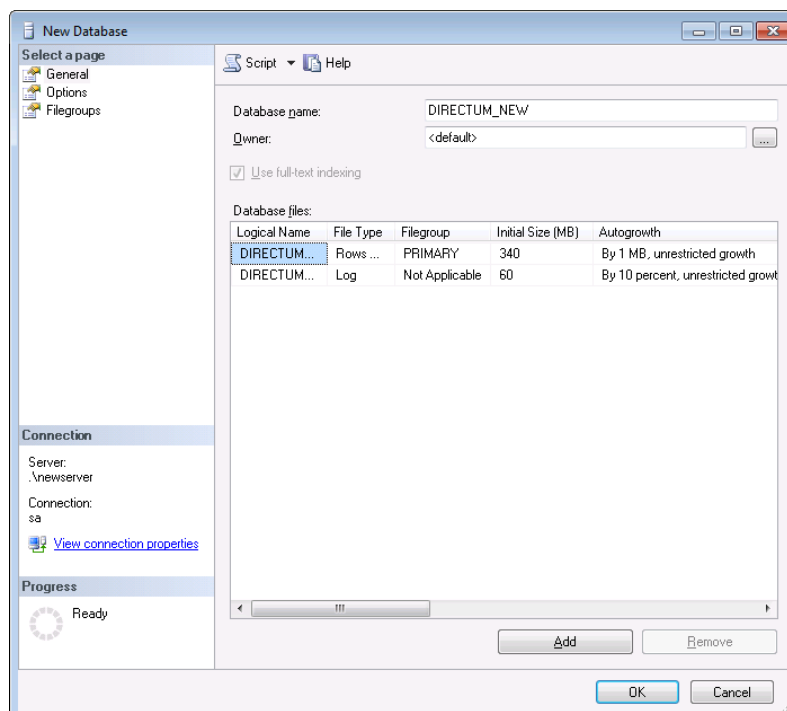 New Database
Select a page
General
Options
Filegroups
Script
Help
Database name:
DIRECTUM_NEW
Owner:
<default>
...
Use full-text indexing
Database files:
Logical Name File Type Filegroup Initial Size (MB) Autogrowth
DIRECTUM... Rows ... PRIMARY 340 By 1 MB, unrestricted growth
DIRECTUM... Log Not Applicable 60 By 10 percent, unrestricted growt
Connection
Server:
.\newserver
Connection:
sa
View connection properties
Progress
Ready
Add
Remove
OK
Cancel